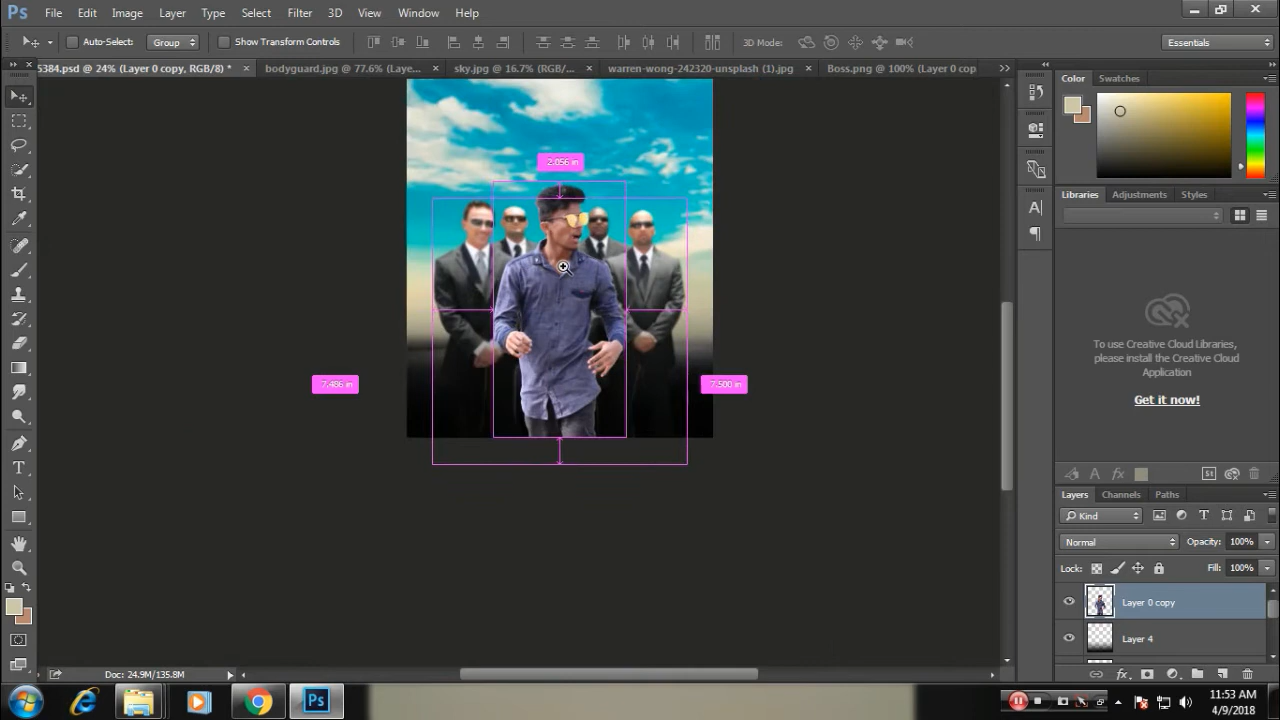 Ps File Edit Image Layer Type Select Filter 3D View Window Help
Auto-Select: Group Show Transform Controls 3D Mode: Essentials
5384.psd @ 24% (Layer 0 copy, RGB/8) * × bodyguard.jpg @ 77.6% (Laye... × sky.jpg @ 16.7% (RGB/... × warren-wong-242320-unsplash (1).jpg × Boss.png @ 100% (Layer 0 cop
Color Swatches
2.056 in
Libraries Adjustments Styles
To use Creative Cloud Libraries,
please install the Creative Cloud
Application
Get it now!
7.486 in 7.500 in
St
Layers Channels Paths
Kind
Normal Opacity: 100%
Lock: Fill: 100%
Layer 0 copy
Layer 4
Doc: 24.9M/135.8M
Ps
11:53 AM
4/9/2018